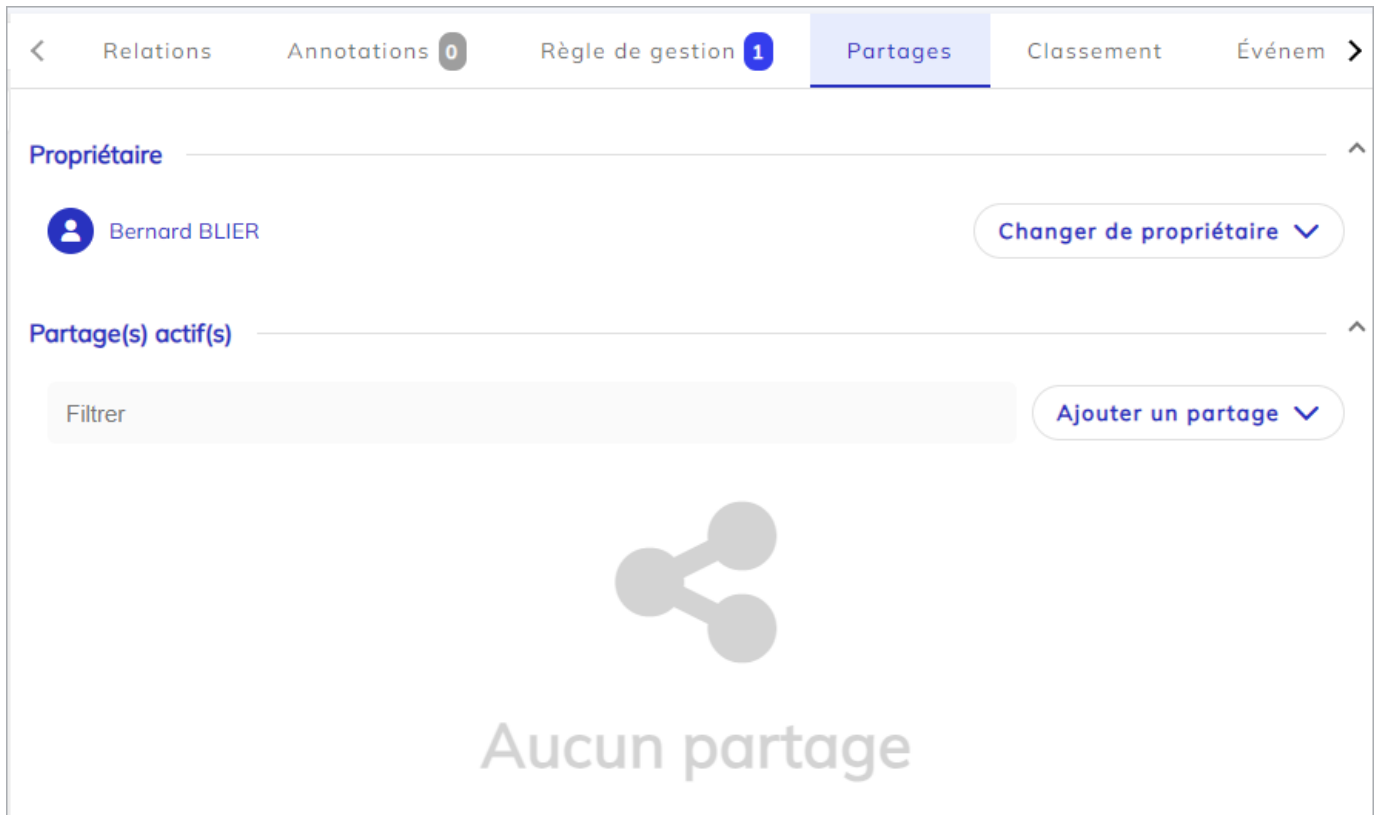 Relations Annotations 0 Règle de gestion 1 Partages Classement Événem
Propriétaire
Bernard BLIER Changer de propriétaire
Partage(s) actif(s)
Filtrer Ajouter un partage
Aucun partage